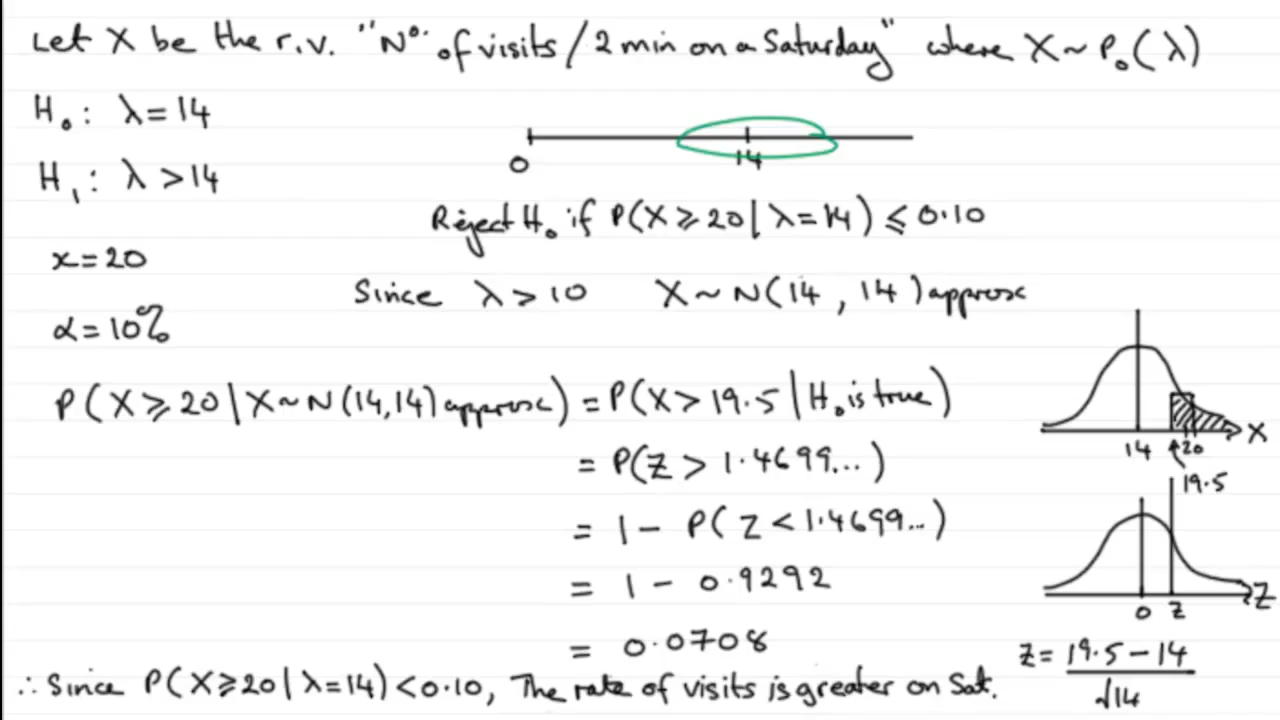 Let X be the r.v. "Nº. of visits / 2 min on a Saturday" where X ~ Pₒ(λ)
H₀: λ = 14
0 14
H₁: λ > 14
Reject H₀ if P(X ⩾ 20 | λ = 14) ⩽ 0.10
x = 20
Since λ > 10 X ~ N(14, 14) approx
α = 10%
P(X ⩾ 20 | X ~ N(14,14) approx) = P(X > 19.5 | H₀ is true)
X
14 20
= P(Z > 1.4699...)
19.5
= 1 - P(Z < 1.4699...)
= 1 - 0.9292
Z
0 z
= 0.0708
z = (19.5 - 14)/√14
∴ Since P(X ⩾ 20 | λ = 14) < 0.10, The rate of visits is greater on Sat.